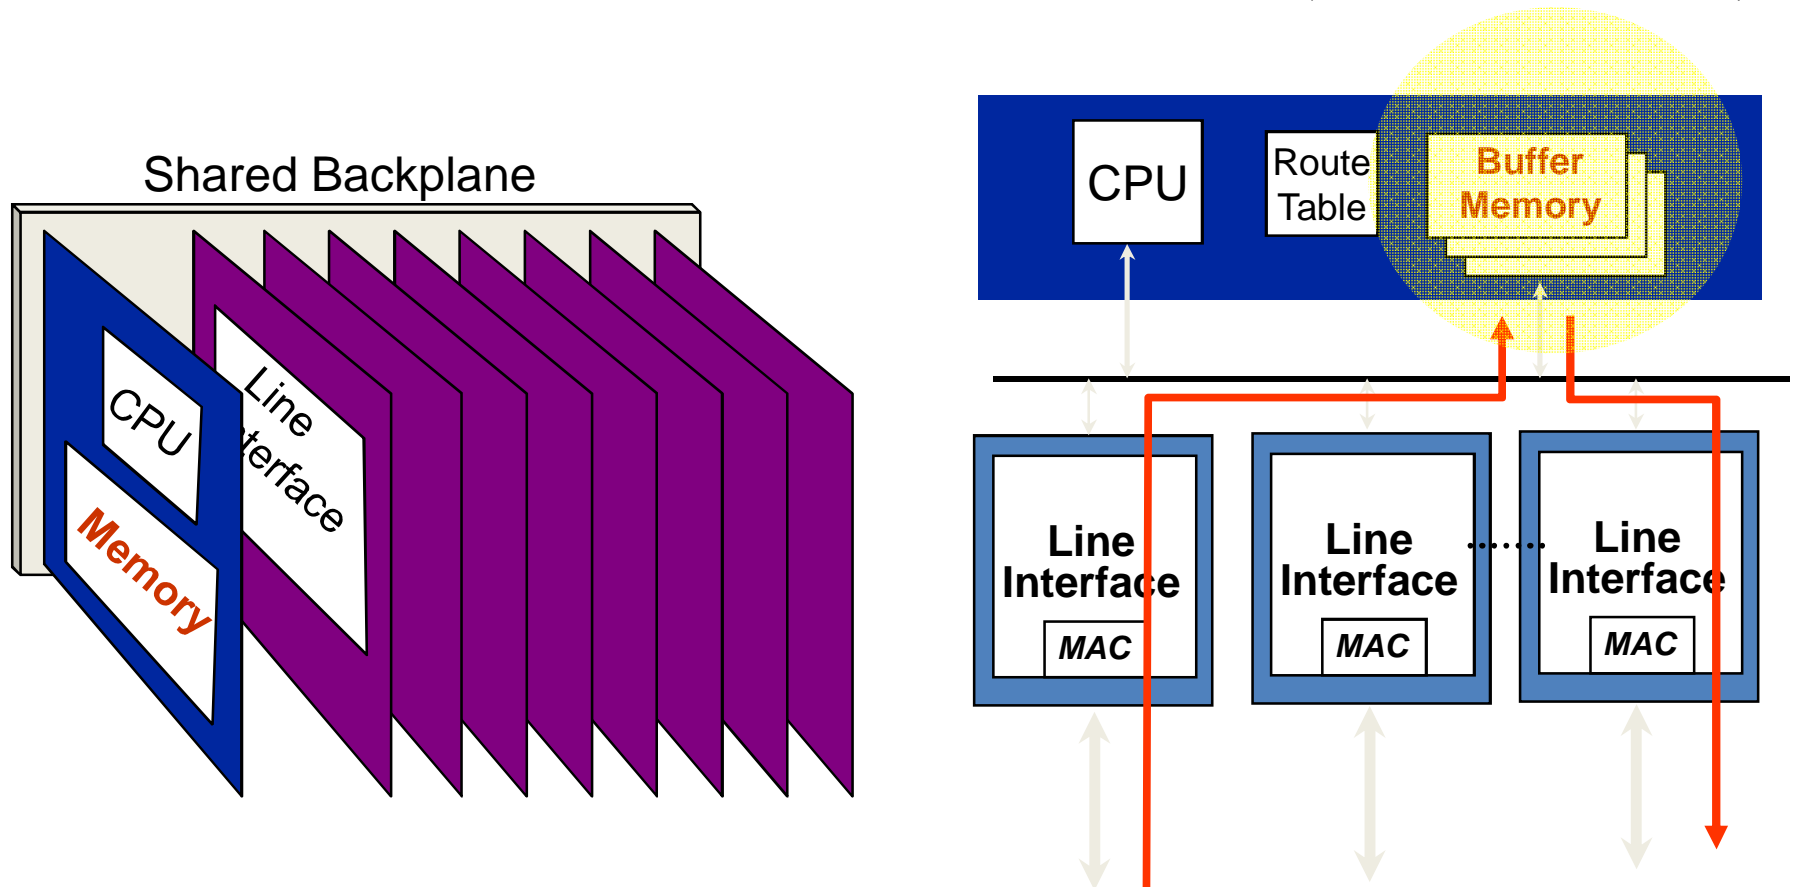 Shared Backplane
CPU
Line
Interface
Memory
CPU
Route
Table
Buffer
Memory
Line
Interface
MAC
Line
Interface
MAC
Line
Interface
MAC